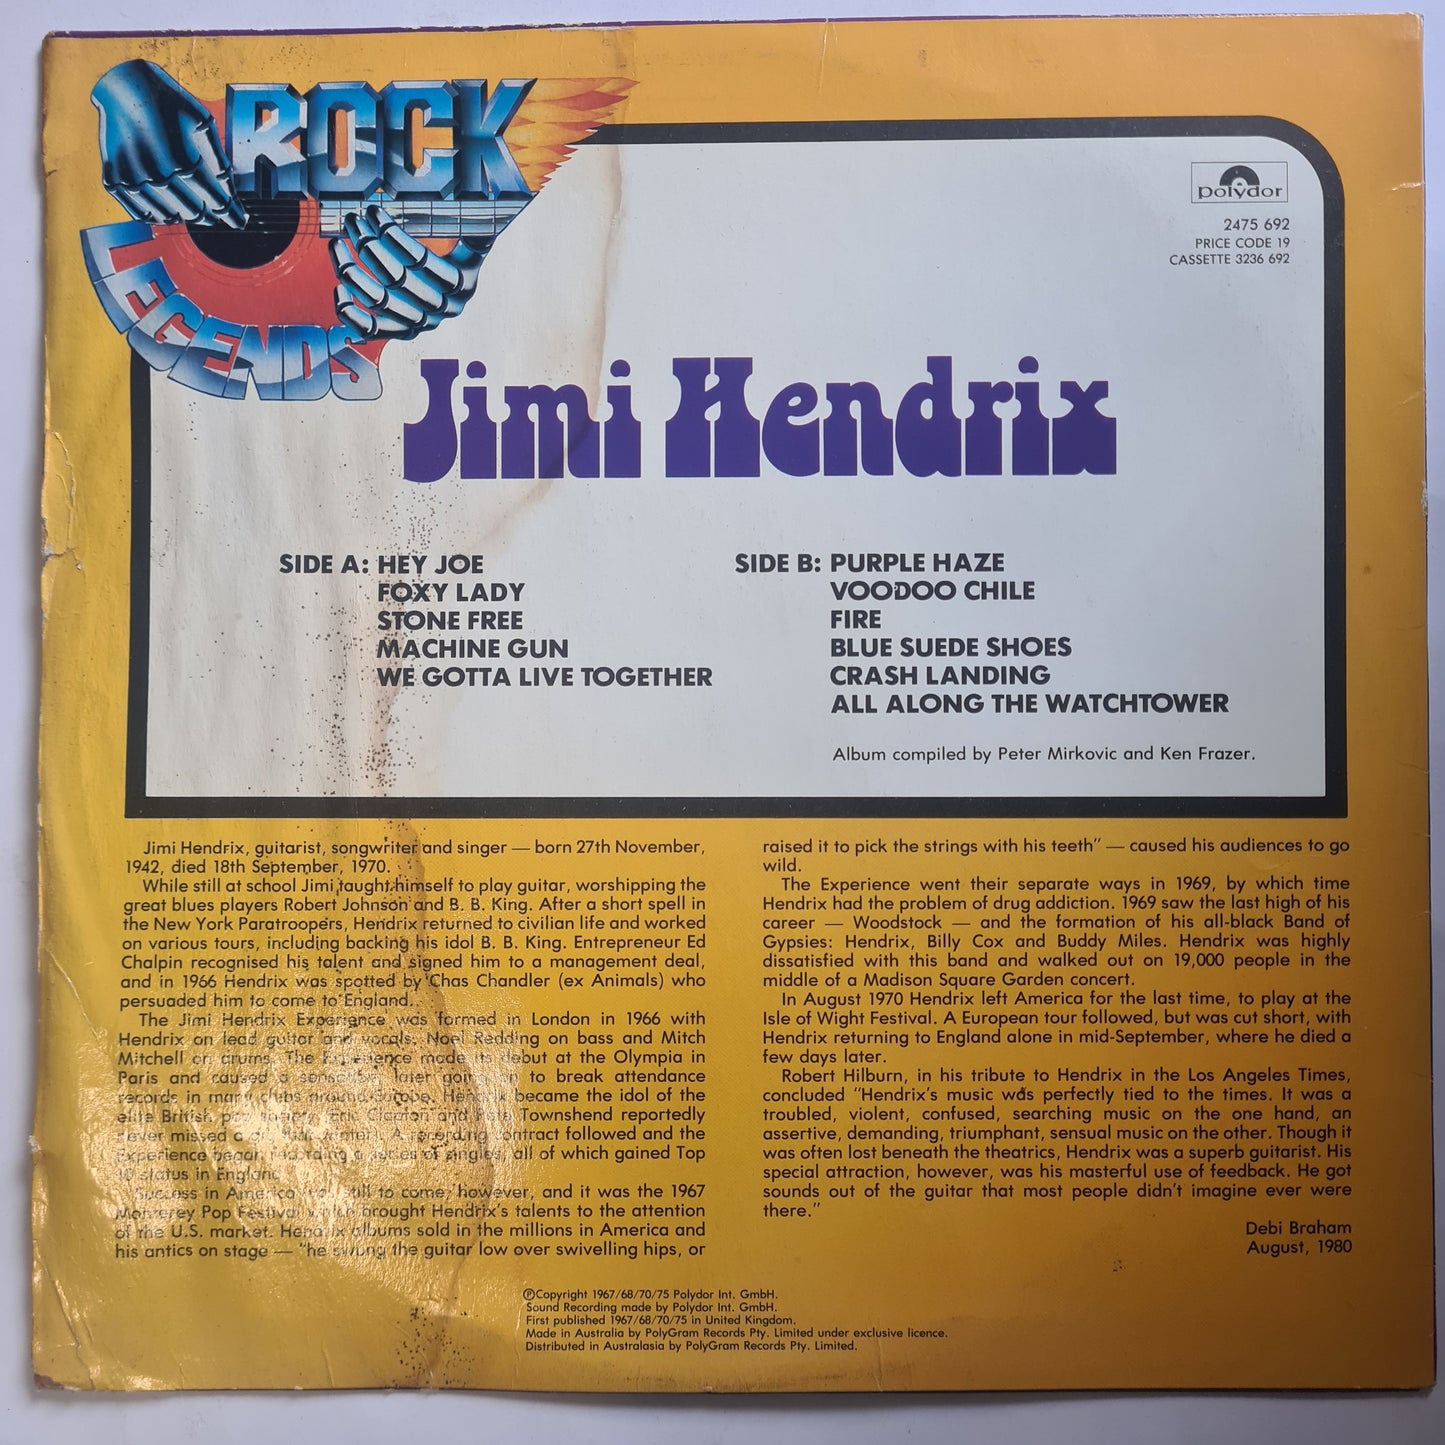 ROCK
LEGENDS
polydor
2475 692
PRICE CODE 19
CASSETTE 3236 692
Jimi Hendrix
SIDE A: HEY JOE
FOXY LADY
STONE FREE
MACHINE GUN
WE GOTTA LIVE TOGETHER
SIDE B: PURPLE HAZE
VOODOO CHILE
FIRE
BLUE SUEDE SHOES
CRASH LANDING
ALL ALONG THE WATCHTOWER
Album compiled by Peter Mirkovic and Ken Frazer.
Jimi Hendrix, guitarist, songwriter and singer — born 27th November,
1942, died 18th September, 1970.
While still at school Jimi taught himself to play guitar, worshipping the
great blues players Robert Johnson and B. B. King. After a short spell in
the New York Paratroopers, Hendrix returned to civilian life and worked
on various tours, including backing his idol B. B. King. Entrepreneur Ed
Chalpin recognised his talent and signed him to a management deal,
and in 1966 Hendrix was spotted by Chas Chandler (ex Animals) who
persuaded him to come to England.
The Jimi Hendrix Experience was formed in London in 1966 with
Hendrix on lead guitar and vocals, Noel Redding on bass and Mitch
Mitchell on drums. The Experience made its debut at the Olympia in
Paris and caused a sensation, later going on to break attendance
records in many clubs around Europe. Hendrix became the idol of the
elite British pop society, Eric Clapton and Pete Townshend reportedly
never missed a gig. A recording contract followed and the
Experience began recording a series of singles, all of which gained Top
10 status in England.
Success in America was still to come, however, and it was the 1967
Monterey Pop Festival which brought Hendrix's talents to the attention
of the U.S. market. Hendrix albums sold in the millions in America and
his antics on stage — "he swung the guitar low over swivelling hips, or
raised it to pick the strings with his teeth" — caused his audiences to go
wild.
The Experience went their separate ways in 1969, by which time
Hendrix had the problem of drug addiction. 1969 saw the last high of his
career — Woodstock — and the formation of his all-black Band of
Gypsies: Hendrix, Billy Cox and Buddy Miles. Hendrix was highly
dissatisfied with this band and walked out on 19,000 people in the
middle of a Madison Square Garden concert.
In August 1970 Hendrix left America for the last time, to play at the
Isle of Wight Festival. A European tour followed, but was cut short, with
Hendrix returning to England alone in mid-September, where he died a
few days later.
Robert Hilburn, in his tribute to Hendrix in the Los Angeles Times,
concluded "Hendrix's music was perfectly tied to the times. It was a
troubled, violent, confused, searching music on the one hand, an
assertive, demanding, triumphant, sensual music on the other. Though it
was often lost beneath the theatrics, Hendrix was a superb guitarist. His
special attraction, however, was his masterful use of feedback. He got
sounds out of the guitar that most people didn't imagine ever were
there."
Debi Braham
August, 1980
℗Copyright 1967/68/70/75 Polydor Int. GmbH.
Sound Recording made by Polydor Int. GmbH.
First published 1967/68/70/75 in United Kingdom.
Made in Australia by PolyGram Records Pty. Limited under exclusive licence.
Distributed in Australasia by PolyGram Records Pty. Limited.